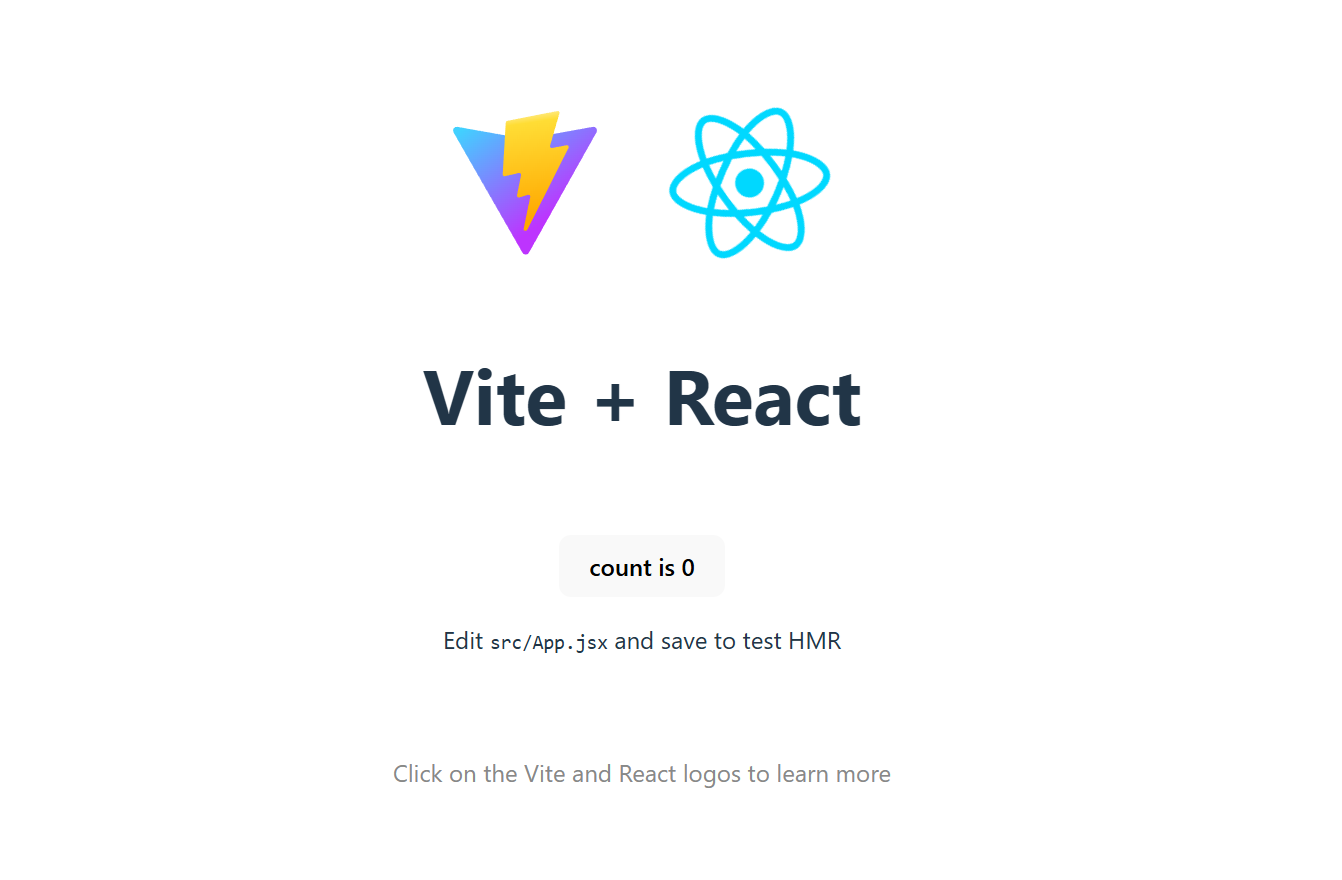 Vite + React
count is 0
Edit src/App.jsx and save to test HMR
Click on the Vite and React logos to learn more